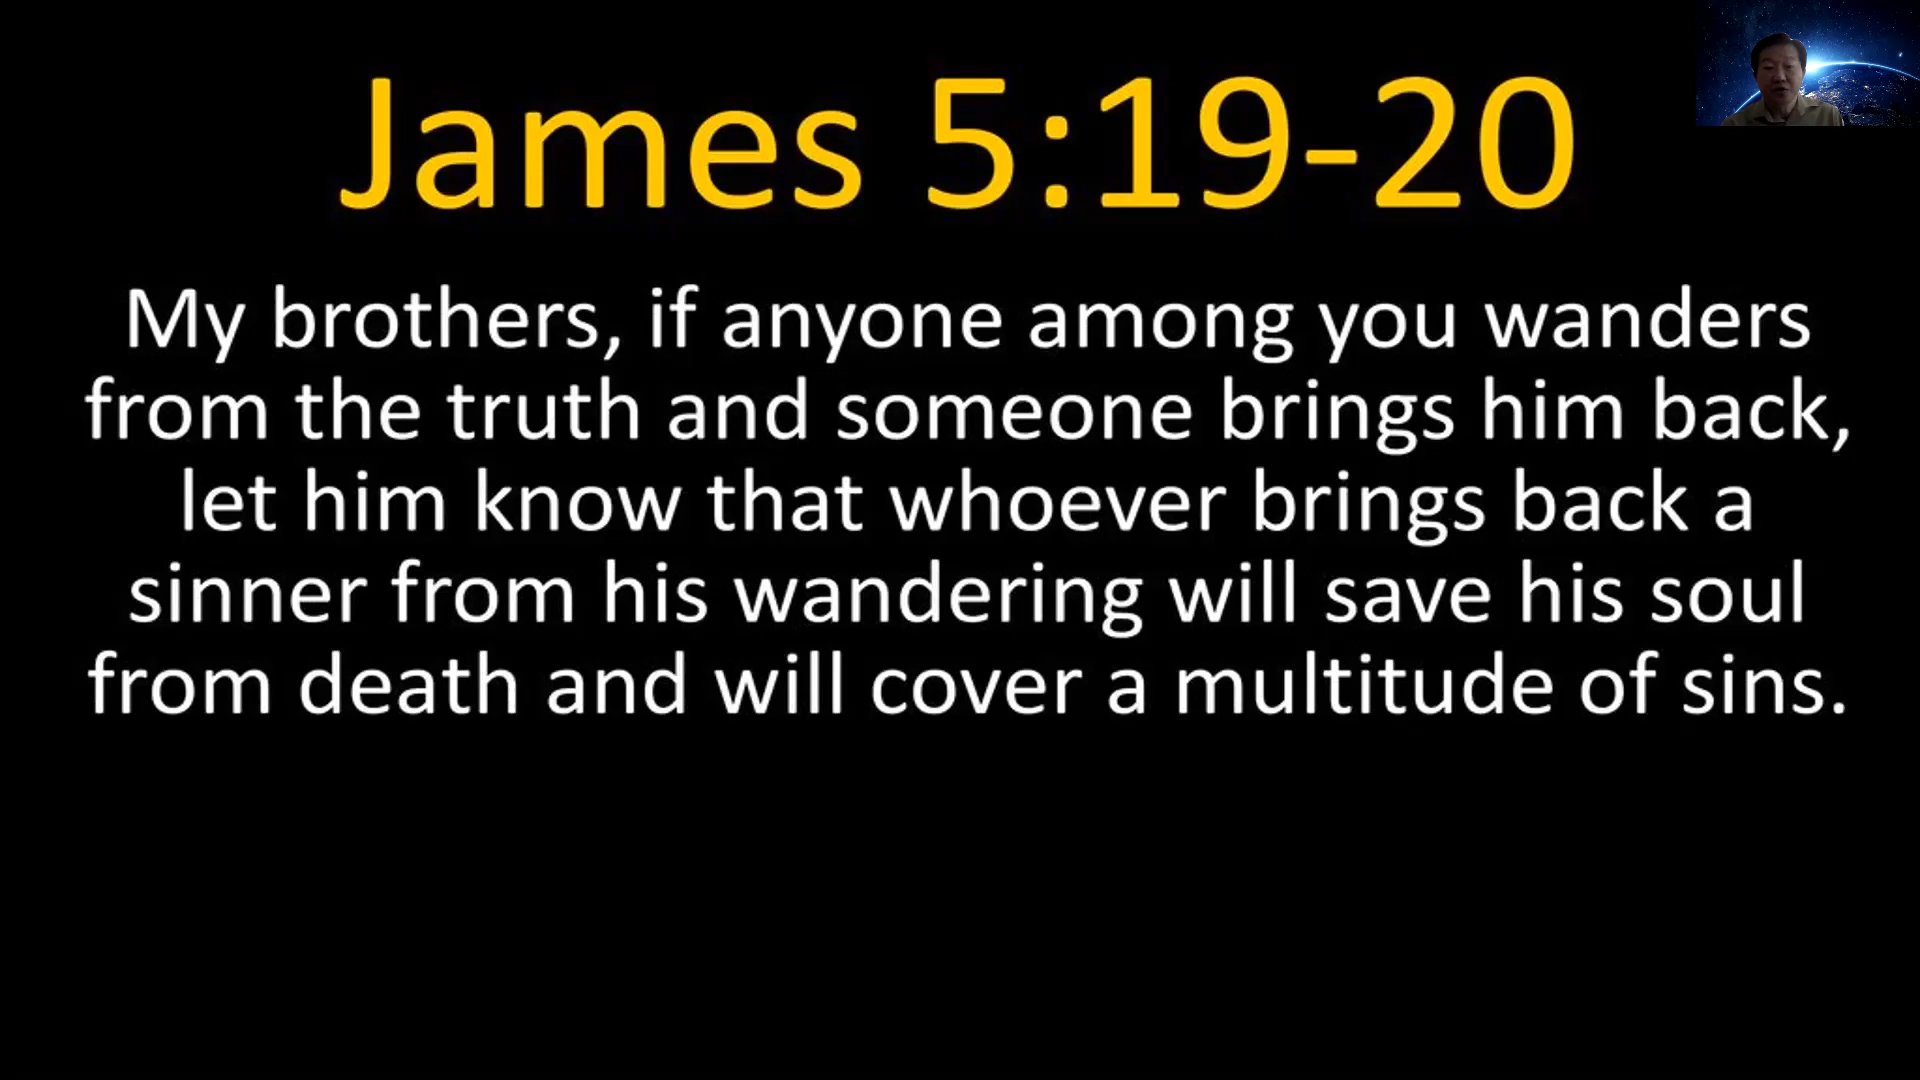 James 5:19-20
My brothers, if anyone among you wanders
from the truth and someone brings him back,
let him know that whoever brings back a
sinner from his wandering will save his soul
from death and will cover a multitude of sins.